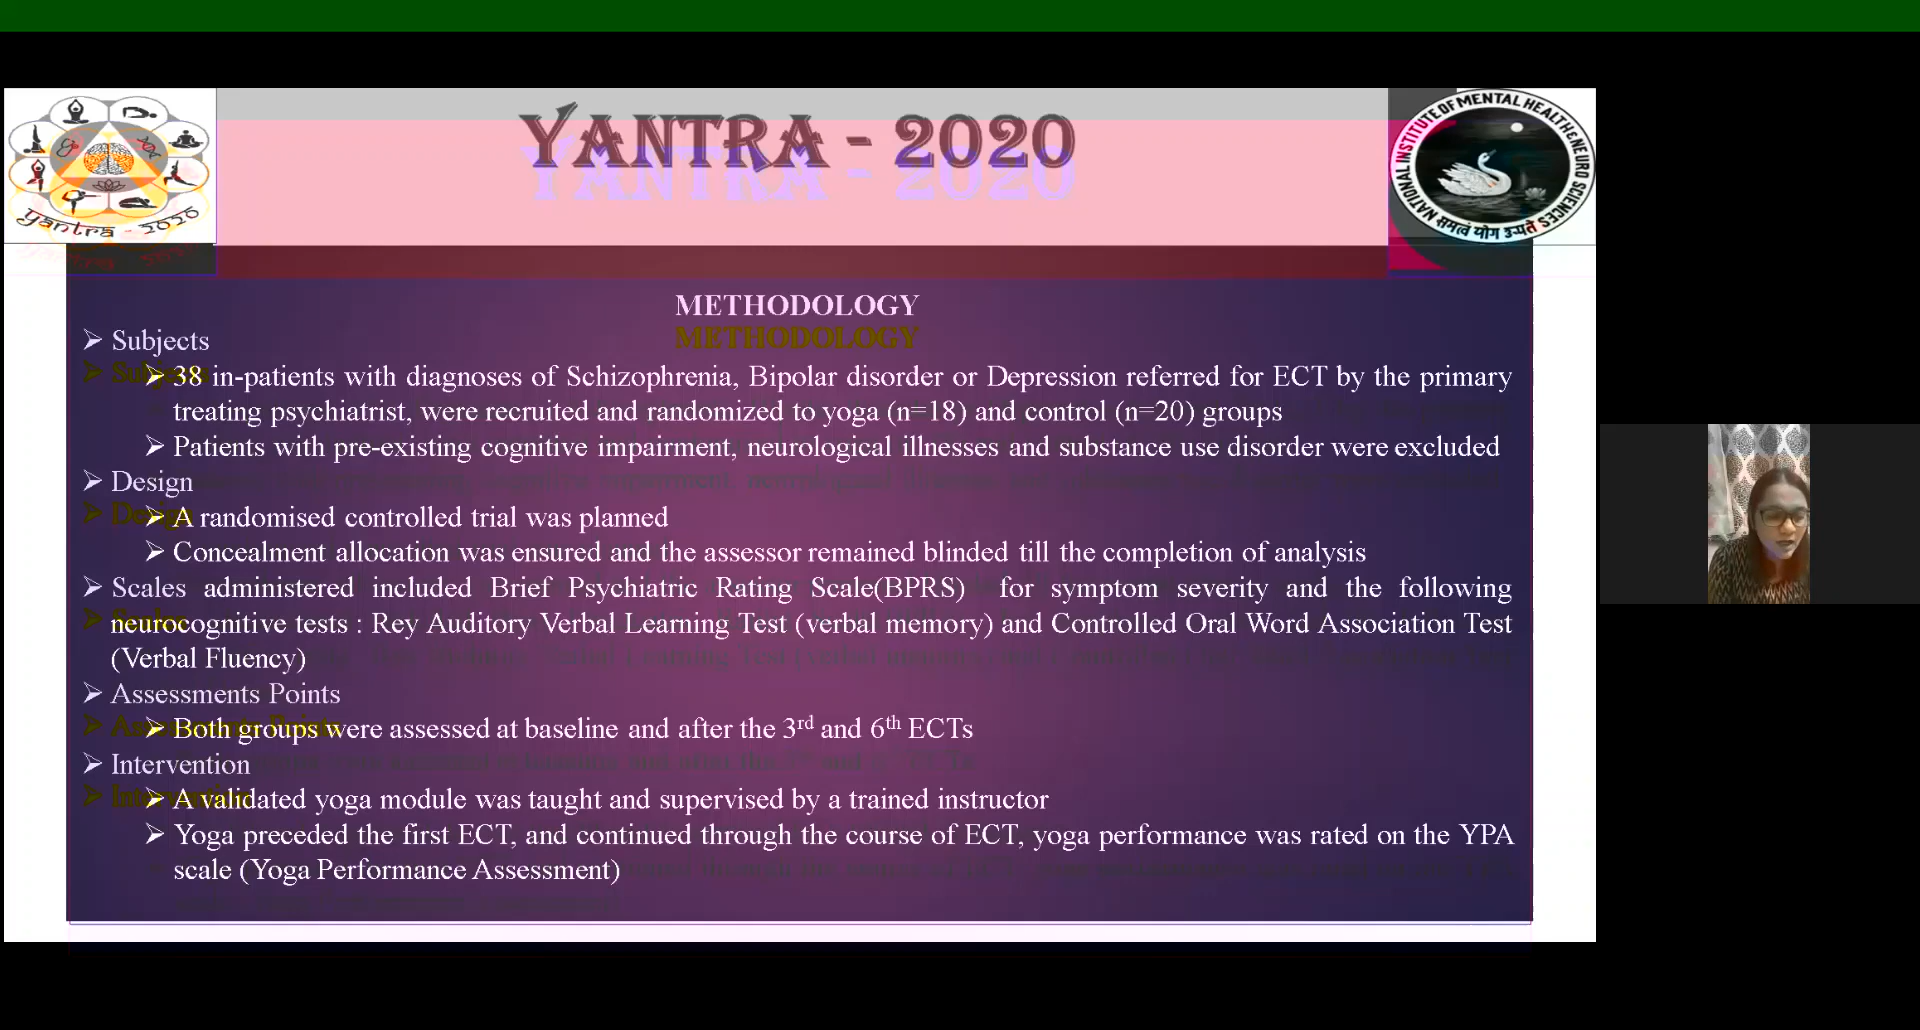 YANTRA - 2020
yantra - 2020
NATIONAL INSTITUTE OF MENTAL HEALTH & NEURO SCIENCES
समत्वं योग उच्यते
METHODOLOGY
➢ Subjects
➢ 38 in-patients with diagnoses of Schizophrenia, Bipolar disorder or Depression referred for ECT by the primary
treating psychiatrist, were recruited and randomized to yoga (n=18) and control (n=20) groups
➢ Patients with pre-existing cognitive impairment, neurological illnesses and substance use disorder were excluded
➢ Design
➢ A randomised controlled trial was planned
➢ Concealment allocation was ensured and the assessor remained blinded till the completion of analysis
➢ Scales administered included Brief Psychiatric Rating Scale(BPRS) for symptom severity and the following
neurocognitive tests : Rey Auditory Verbal Learning Test (verbal memory) and Controlled Oral Word Association Test
(Verbal Fluency)
➢ Assessments Points
➢ Both groups were assessed at baseline and after the 3rd and 6th ECTs
➢ Intervention
➢ A validated yoga module was taught and supervised by a trained instructor
➢ Yoga preceded the first ECT, and continued through the course of ECT, yoga performance was rated on the YPA
scale (Yoga Performance Assessment)